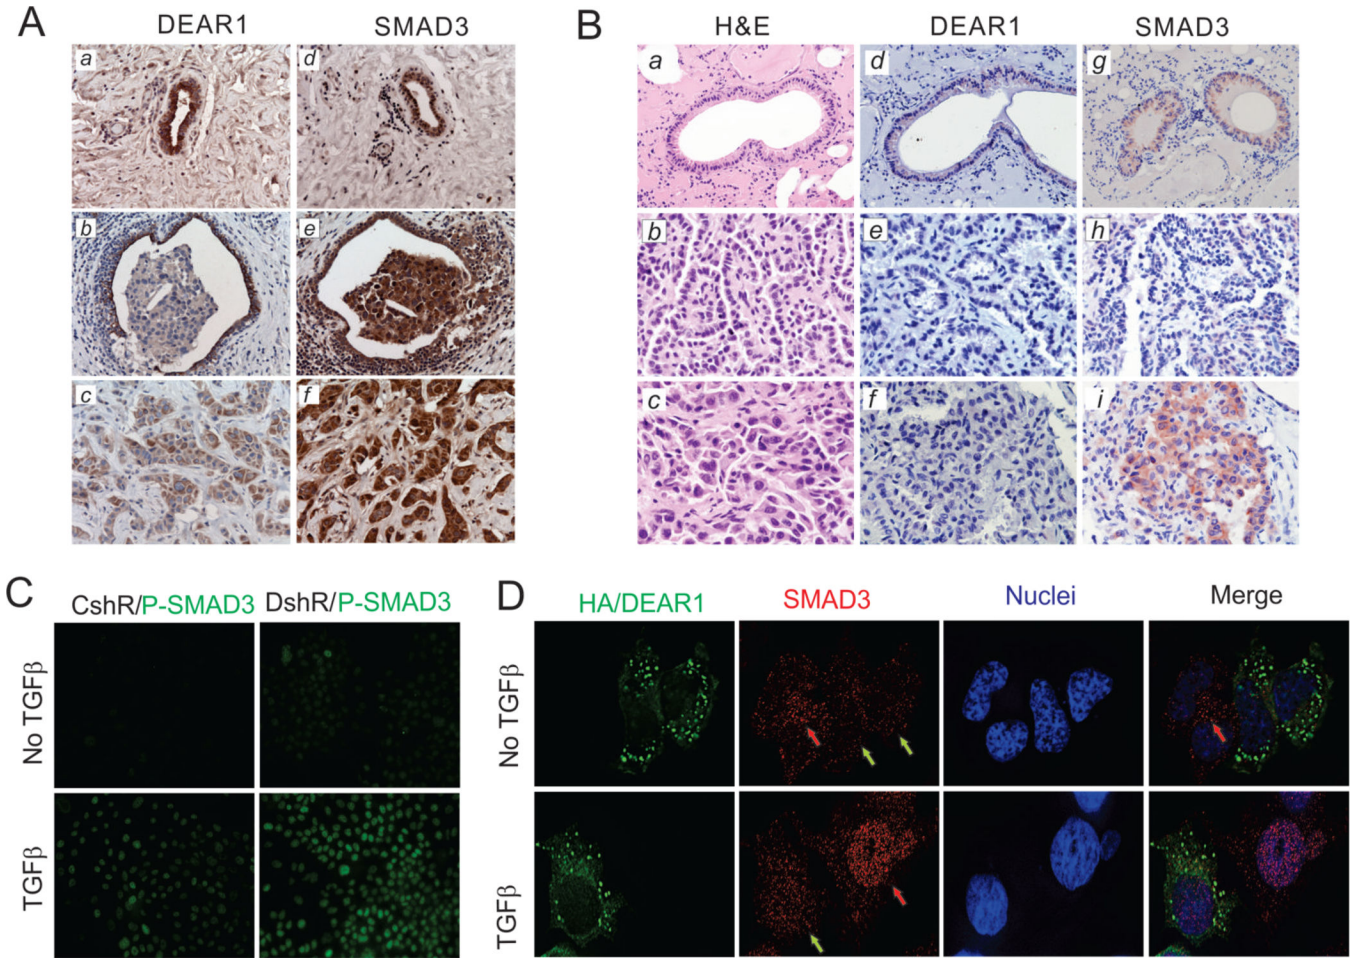 A
DEAR1
SMAD3
a
d
b
e
c
f
B
H&E
DEAR1
SMAD3
a
d
g
b
e
h
c
f
i
C
CshR/P-SMAD3
DshR/P-SMAD3
No TGFβ
TGFβ
D
HA/DEAR1
SMAD3
Nuclei
Merge
No TGFβ
TGFβ